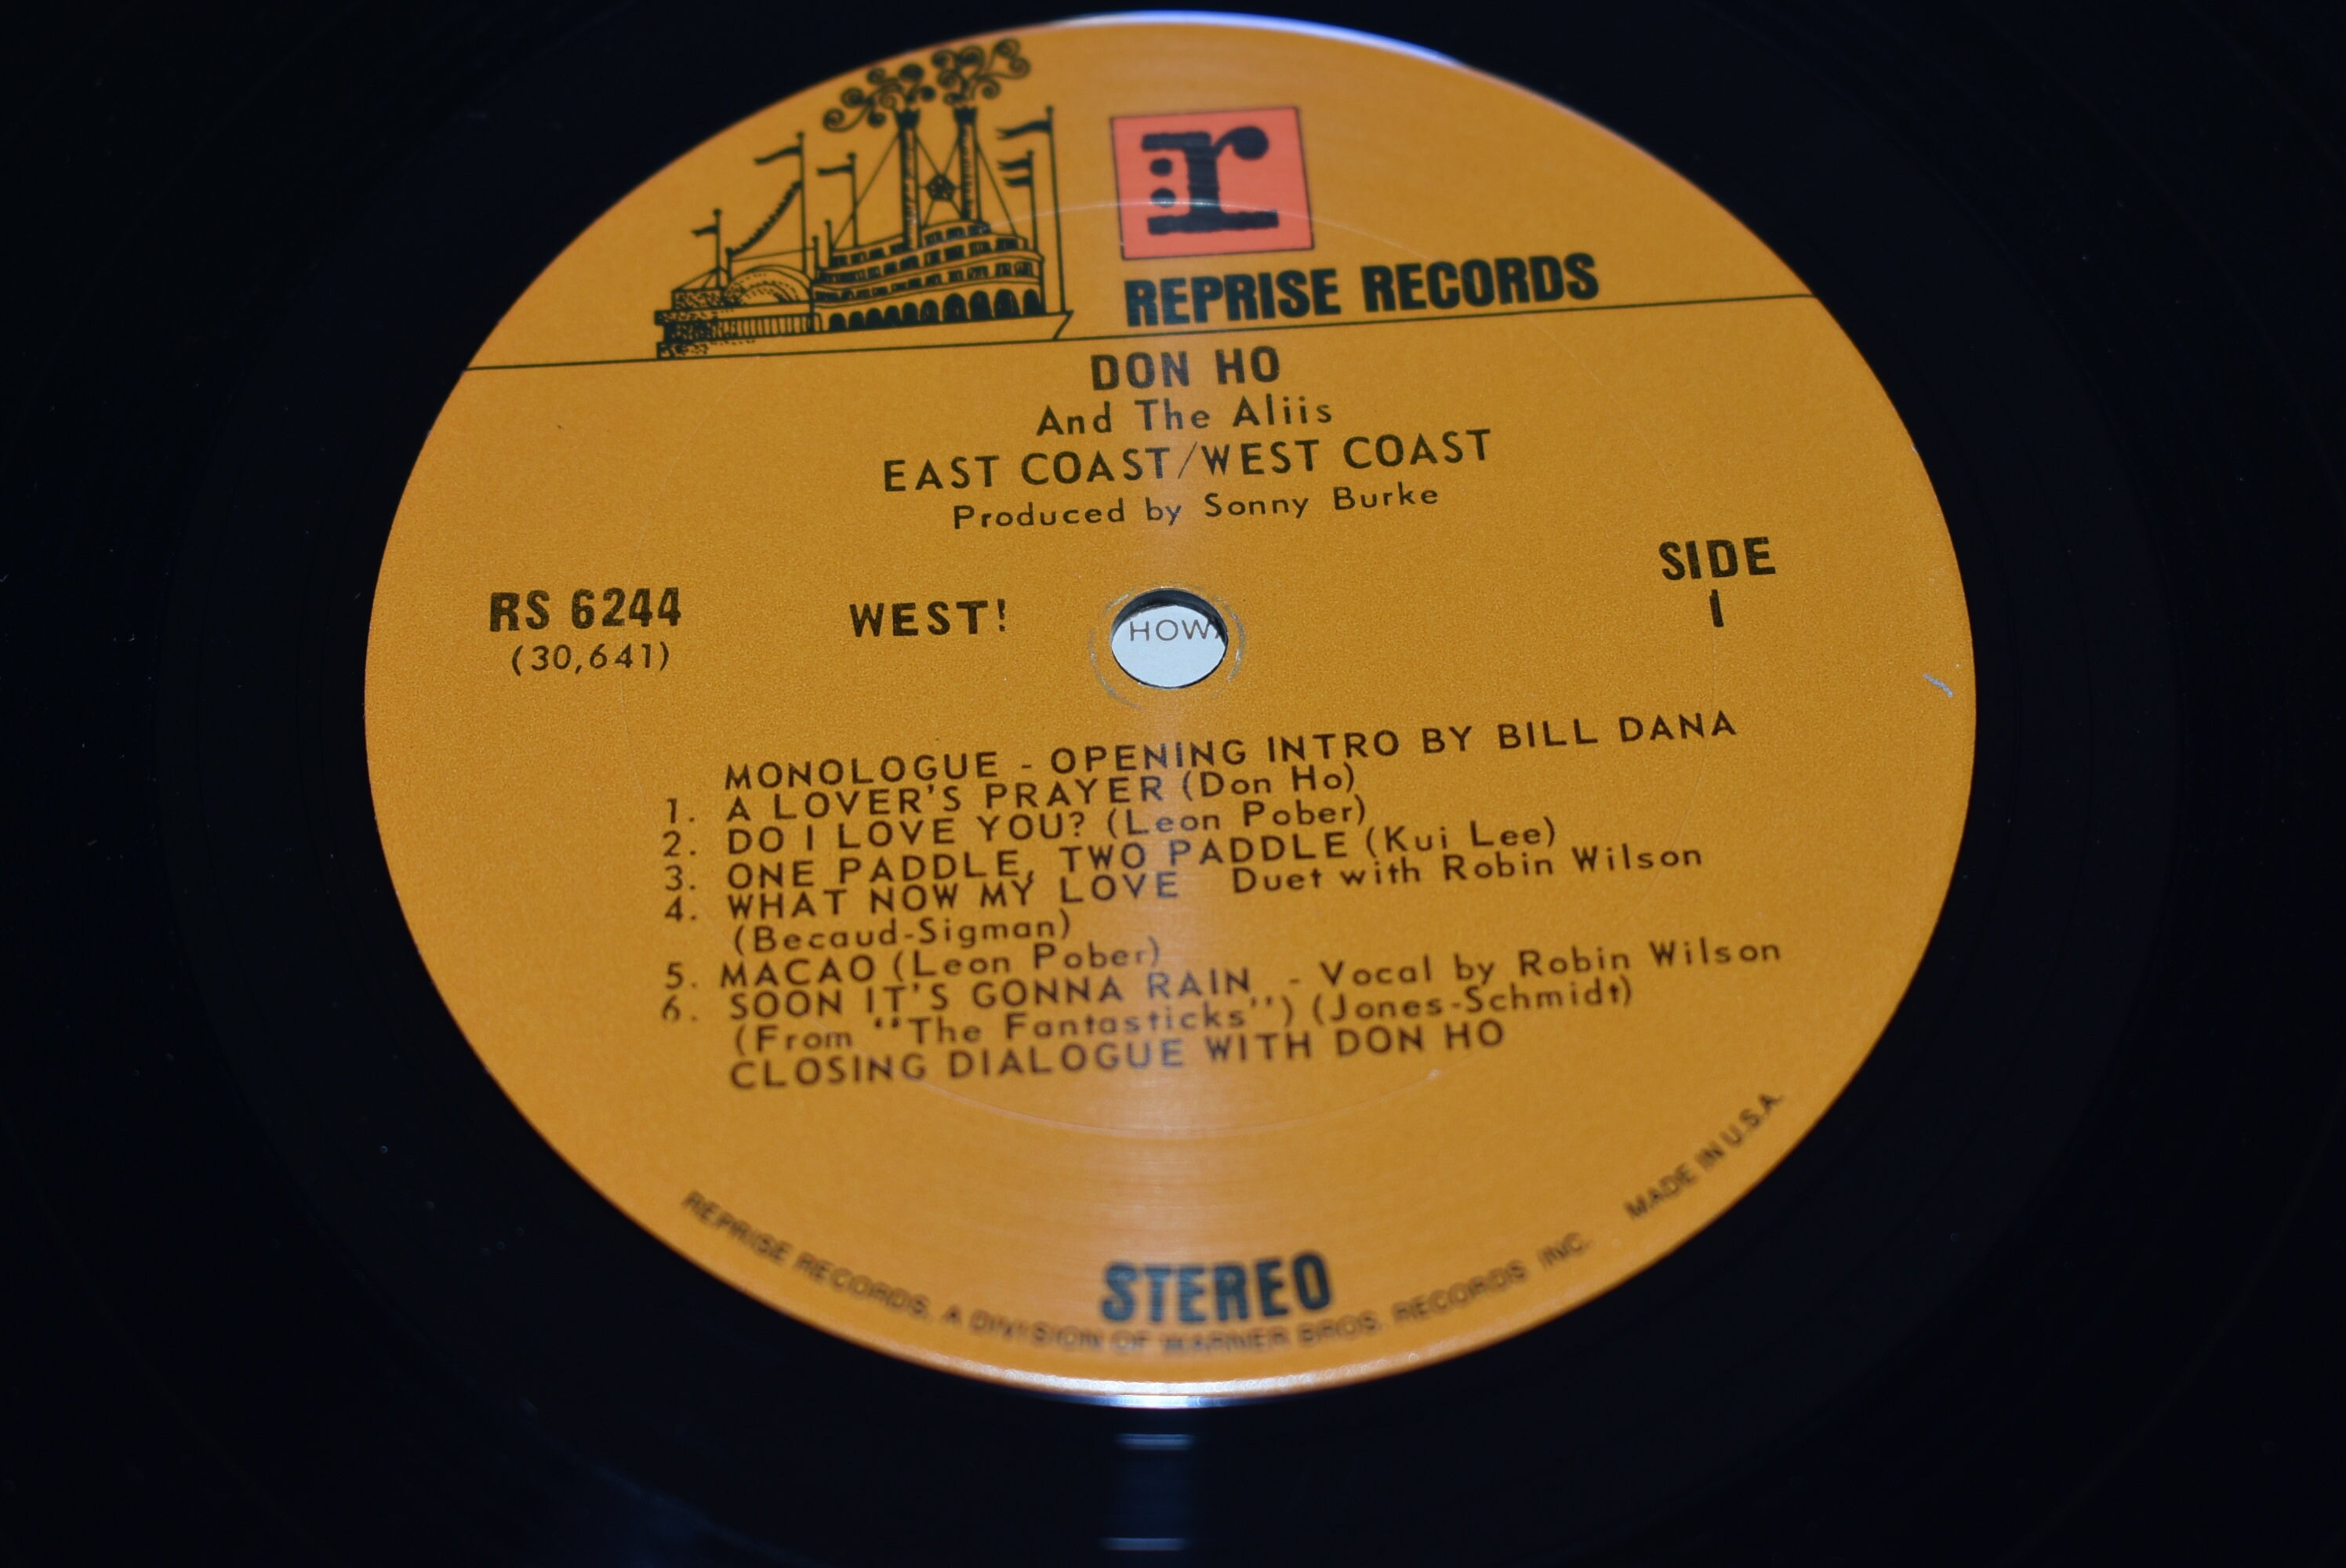 :r
REPRISE RECORDS
DON HO
And The Aliis
EAST COAST/WEST COAST
Produced by Sonny Burke
SIDE
1
RS 6244
(30,641)
WEST!
HOW
MONOLOGUE - OPENING INTRO BY BILL DANA
1. A LOVER'S PRAYER (Don Ho)
2. DO I LOVE YOU? (Leon Pober)
3. ONE PADDLE, TWO PADDLE (Kui Lee)
4. WHAT NOW MY LOVE Duet with Robin Wilson
(Becaud-Sigman)
5. MACAO (Leon Pober)
6. SOON IT'S GONNA RAIN - Vocal by Robin Wilson
(From "The Fantasticks") (Jones-Schmidt)
CLOSING DIALOGUE WITH DON HO
STEREO
REPRISE RECORDS, A DIVISION OF WARNER BROS. RECORDS INC. MADE IN U.S.A.